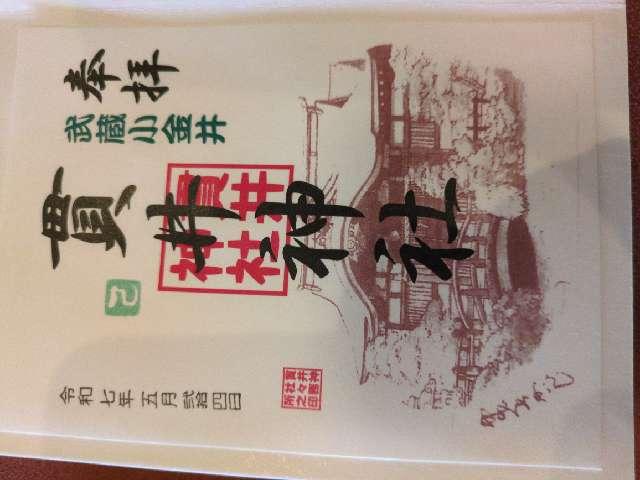 奉拝
武蔵小金井
貫井神社
貫井
神社
己
令和七年五月弐拾四日